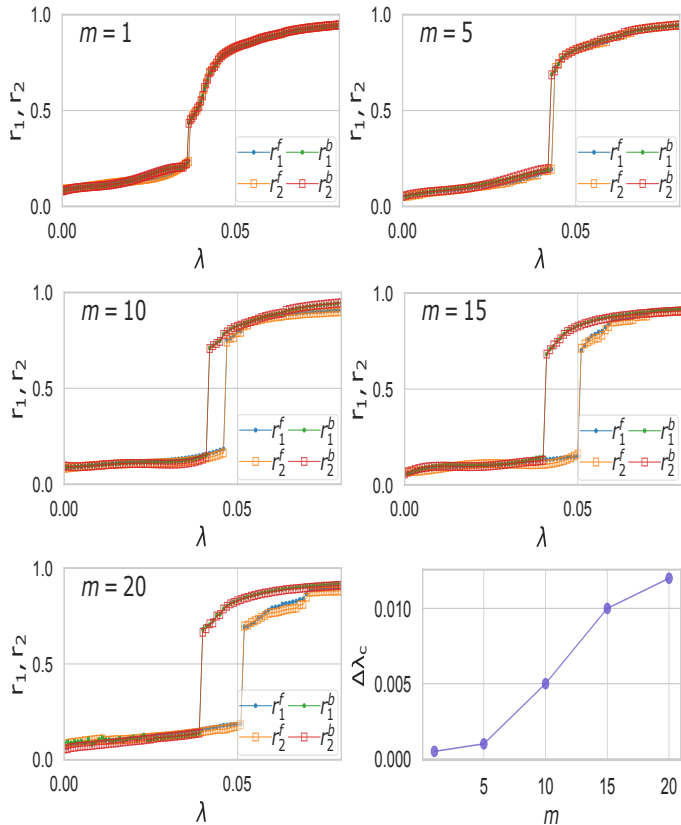 m = 1
r₁, r₂
1.0
0.5
0.0
0.00
0.05
λ
r₁ᶠ r₁ᵇ
r₂ᶠ r₂ᵇ
m = 5
r₁, r₂
1.0
0.5
0.0
0.00
0.05
λ
r₁ᶠ r₁ᵇ
r₂ᶠ r₂ᵇ
m = 10
r₁, r₂
1.0
0.5
0.0
0.00
0.05
λ
r₁ᶠ r₁ᵇ
r₂ᶠ r₂ᵇ
m = 15
r₁, r₂
1.0
0.5
0.0
0.00
0.05
λ
r₁ᶠ r₁ᵇ
r₂ᶠ r₂ᵇ
m = 20
r₁, r₂
1.0
0.5
0.0
0.00
0.05
λ
r₁ᶠ r₁ᵇ
r₂ᶠ r₂ᵇ
Δλ_c
0.010
0.005
0.000
5 10 15 20
m